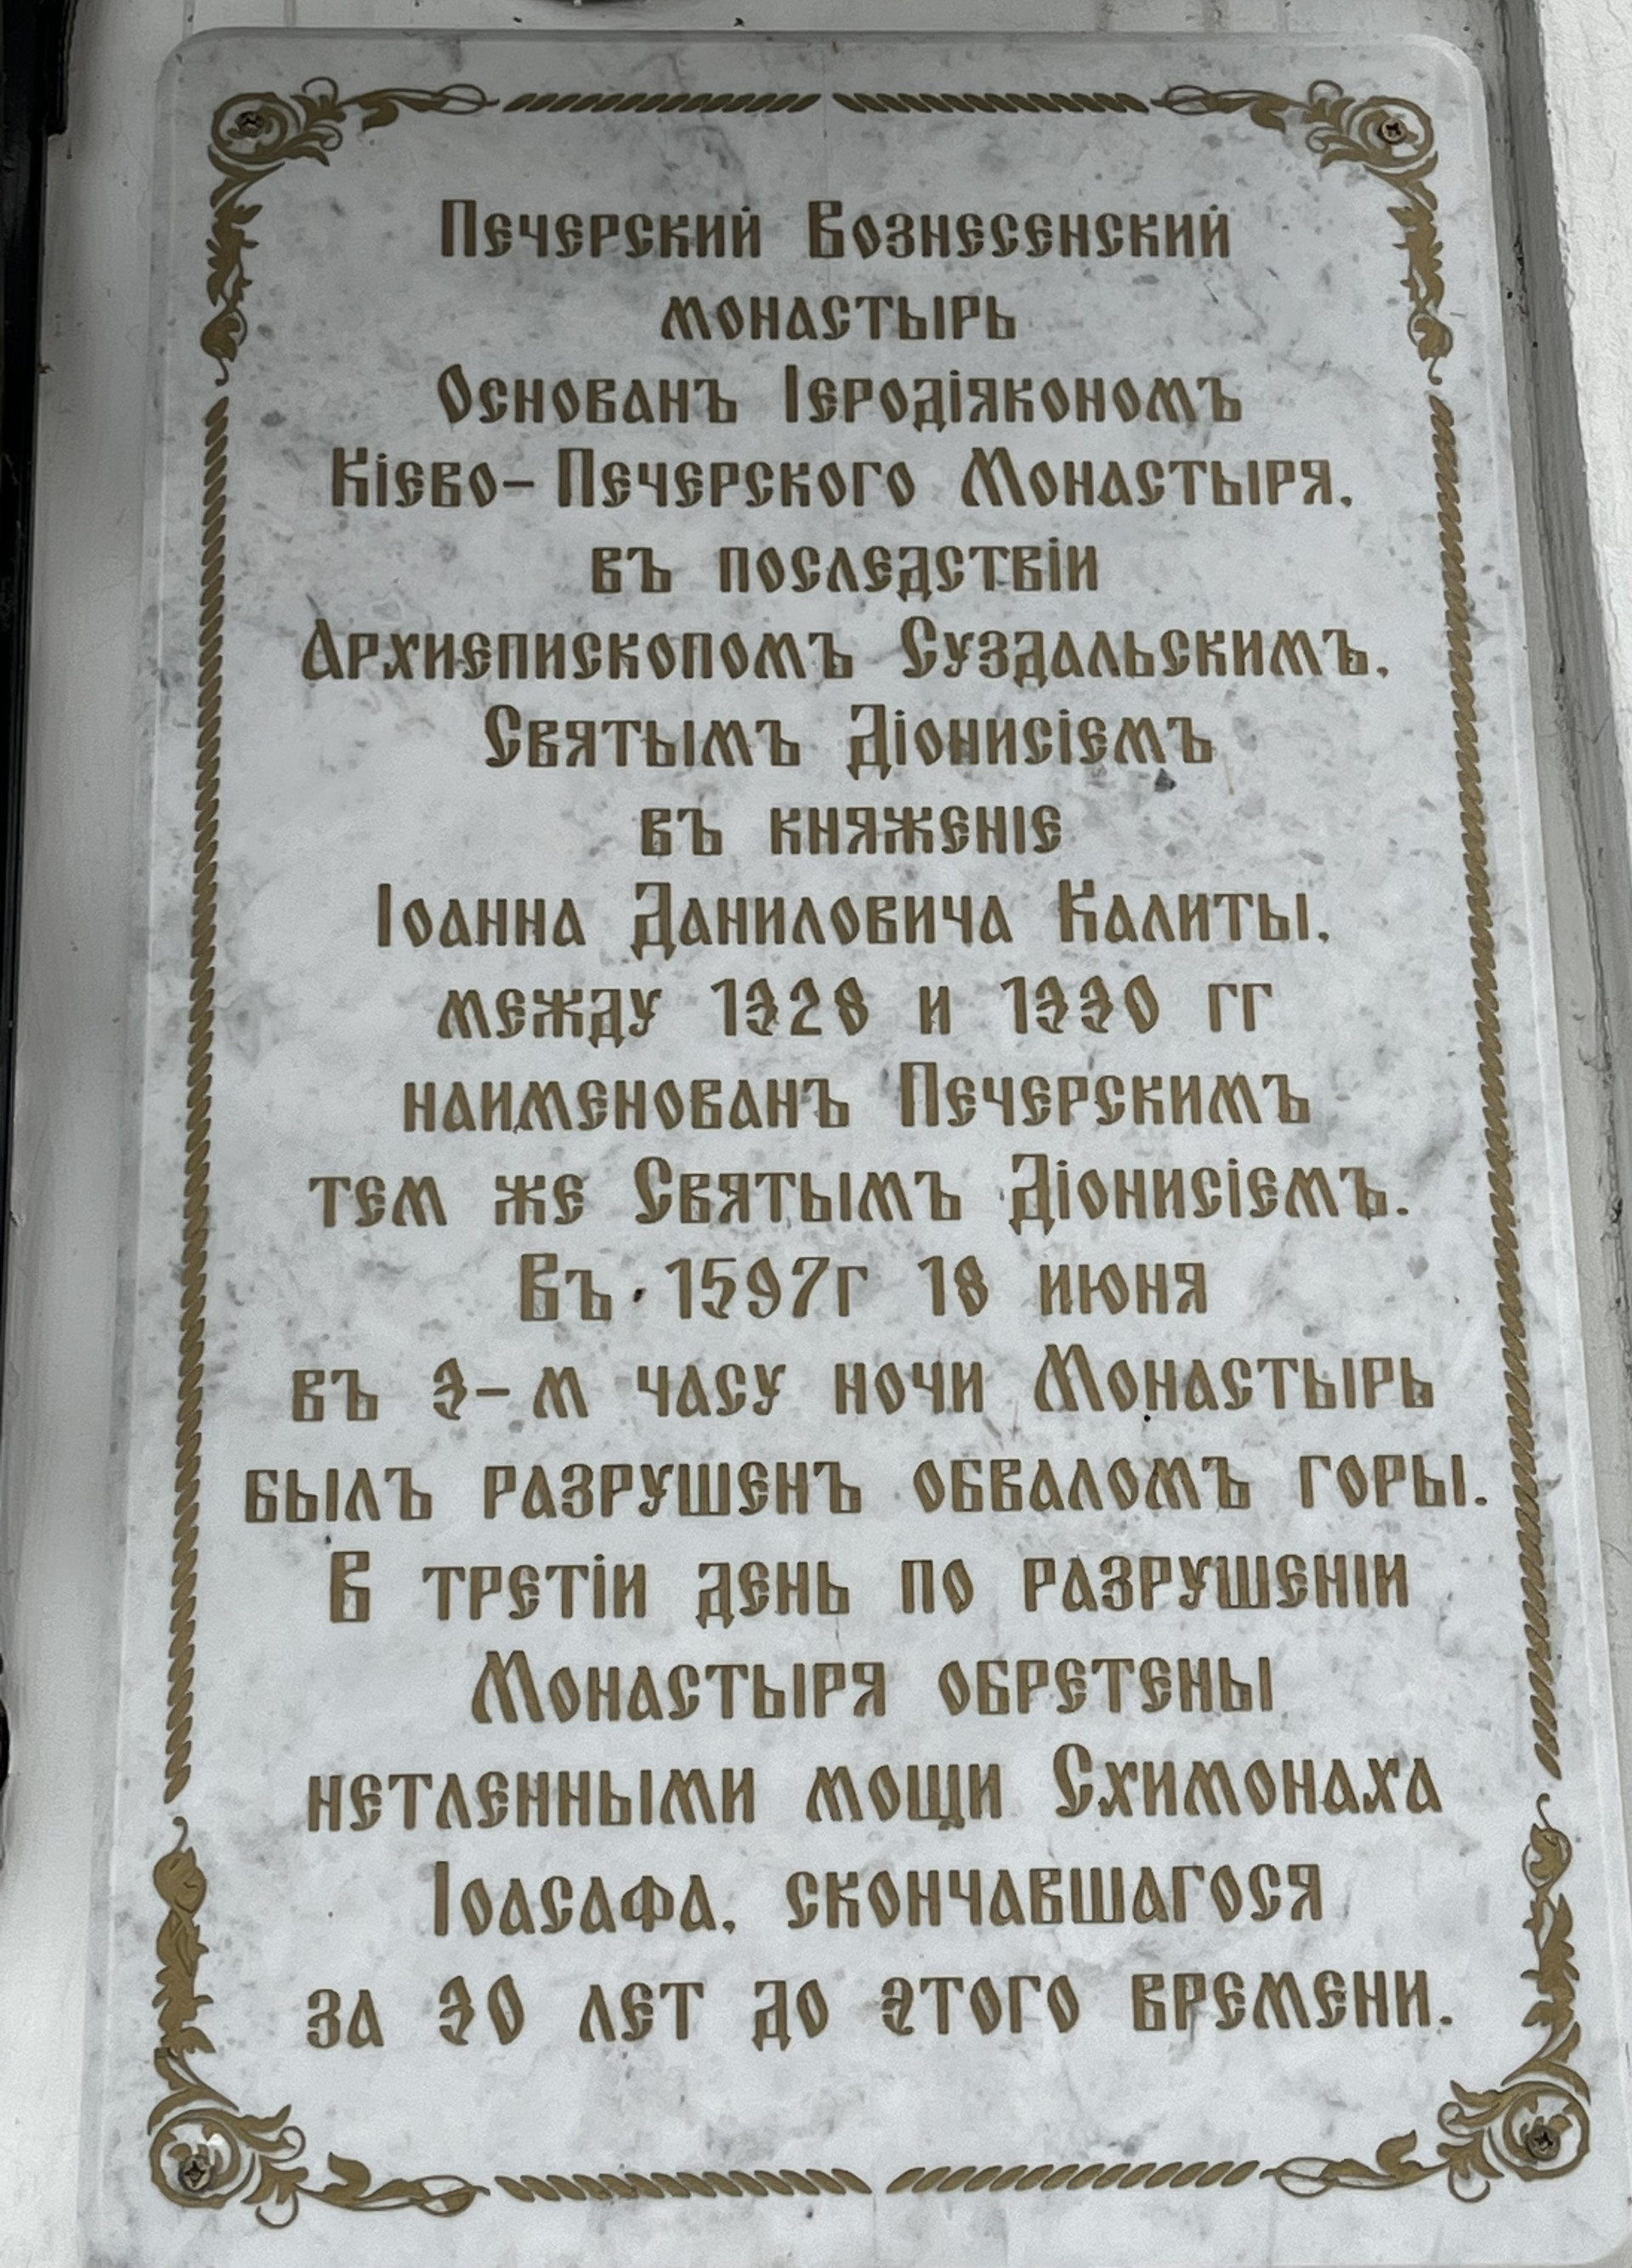 Печерский Вознесенский
монастырь
Основанъ Іеродіякономъ
Кіево-Печерского Монастыря,
въ последствіи
Архиепископомъ Суздальскимъ,
Святымъ Діонисіемъ
въ княженіе
Іоанна Даниловича Калиты,
между 1328 и 1330 гг
наименованъ Печерскимъ
тем же Святымъ Діонисіемъ.
Въ 1597г 18 июня
въ 3-м часу ночи Монастырь
былъ разрушенъ обваломъ горы.
В третіи день по разрушеніи
Монастыря обретены
нетленными мощи Схимонаха
Іоасафа, скончавшагося
за 30 лет до этого времени.